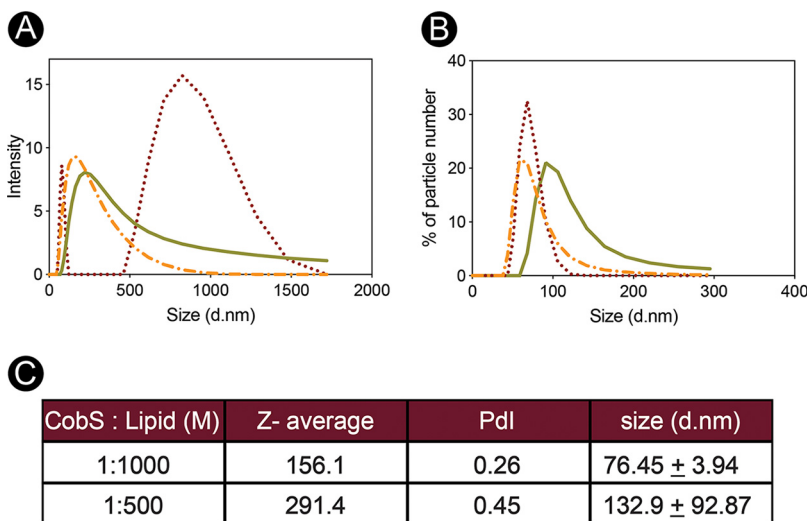 A
B
15
10
5
0
Intensity
0 500 1000 1500 2000
Size (d.nm)
40
30
20
10
0
% of particle number
0 100 200 300 400
Size (d.nm)
C
CobS : Lipid (M) Z- average PdI size (d.nm)
1:1000 156.1 0.26 76.45 ± 3.94
1:500 291.4 0.45 132.9 ± 92.87